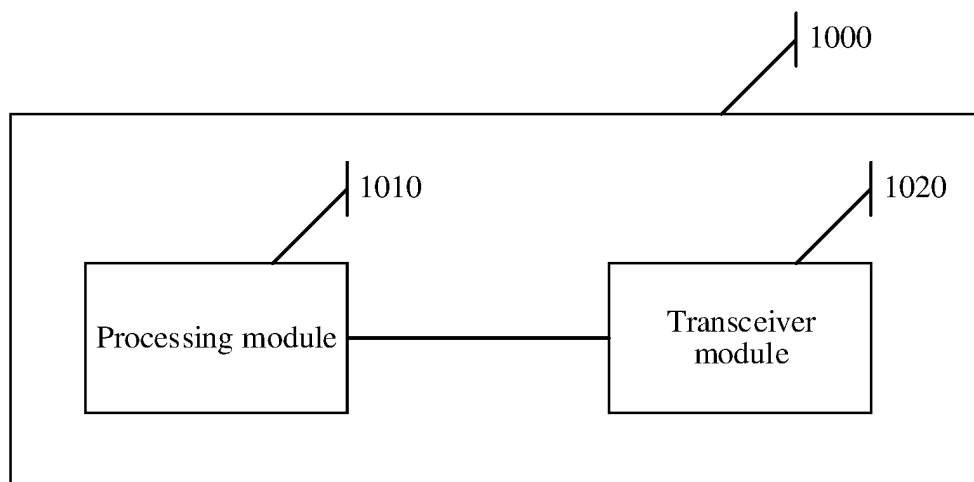 1000
1010
1020
Processing module
Transceiver
module